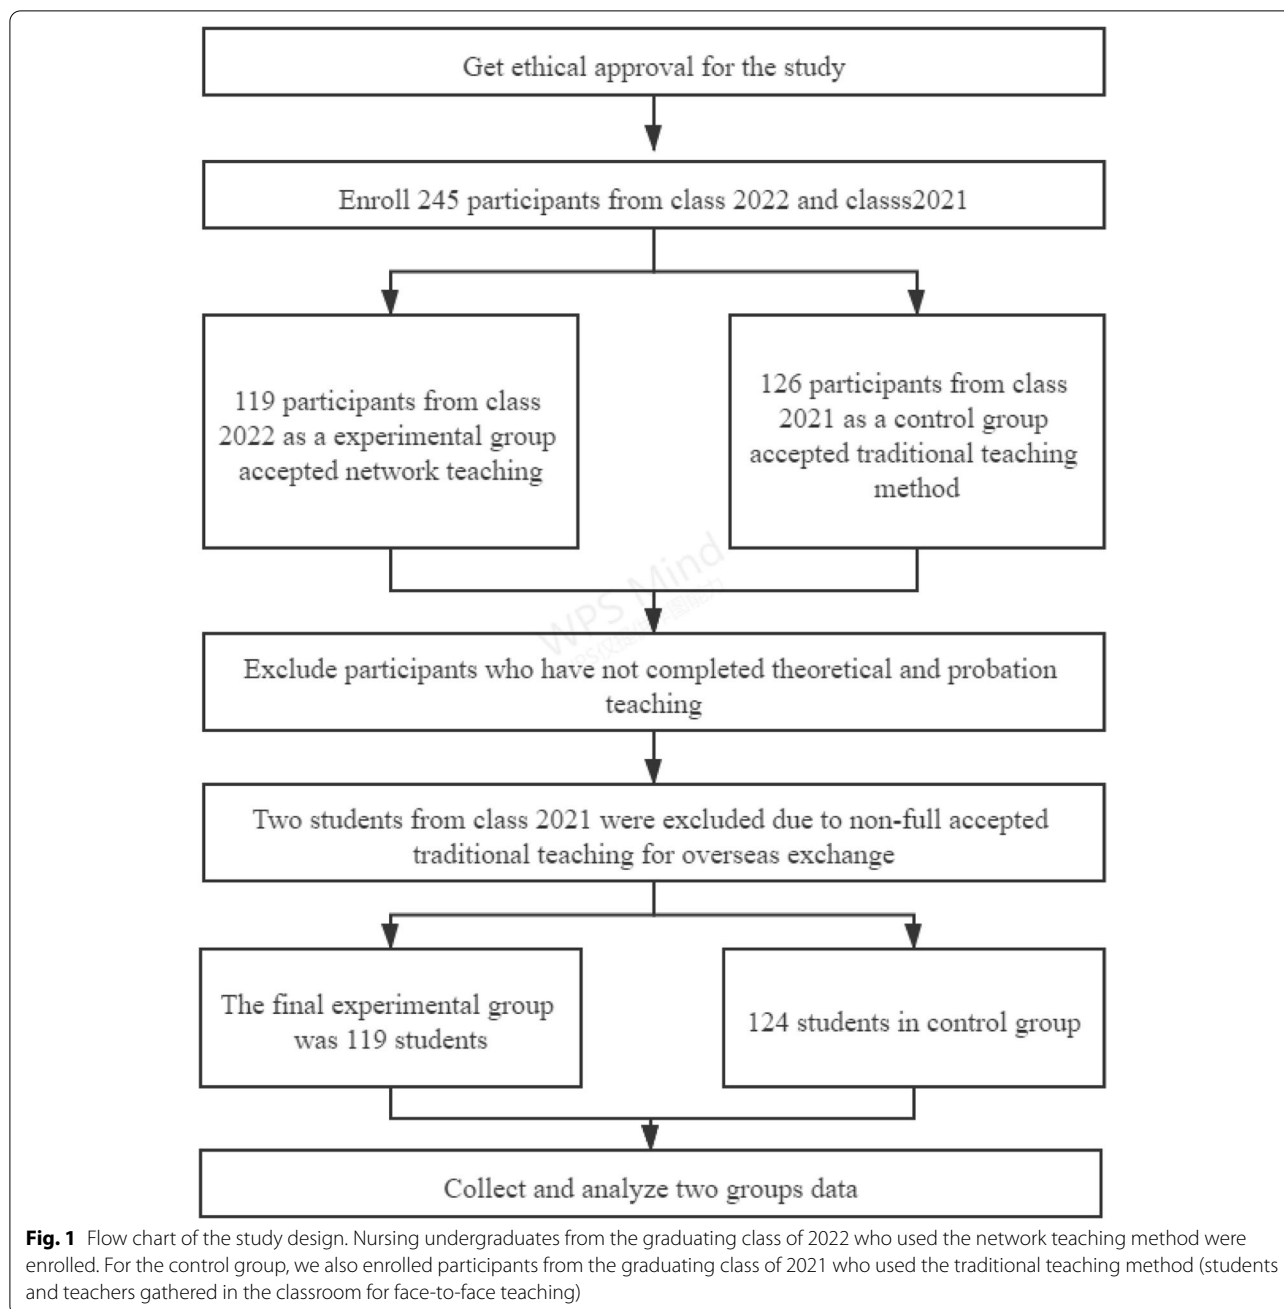 Get ethical approval for the study
Enroll 245 participants from class 2022 and classs2021
119 participants from class
2022 as a experimental group
accepted network teaching
126 participants from class
2021 as a control group
accepted traditional teaching
method
WPS Mind
Exclude participants who have not completed theoretical and probation
teaching
Two students from class 2021 were excluded due to non-full accepted
traditional teaching for overseas exchange
The final experimental group
was 119 students
124 students in control group
Collect and analyze two groups data
Fig. 1 Flow chart of the study design. Nursing undergraduates from the graduating class of 2022 who used the network teaching method were
enrolled. For the control group, we also enrolled participants from the graduating class of 2021 who used the traditional teaching method (students
and teachers gathered in the classroom for face-to-face teaching)